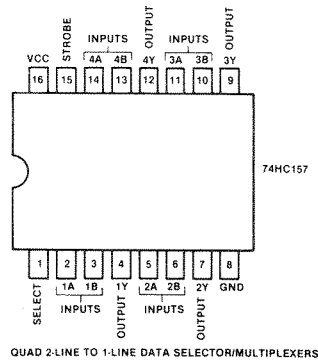 STROBE
INPUTS
OUTPUT
INPUTS
OUTPUT
VCC 4A 4B 4Y 3A 3B 3Y
16 15 14 13 12 11 10 9
74HC157
1 2 3 4 5 6 7 8
SELECT
1A 1B 1Y 2A 2B 2Y GND
INPUTS
OUTPUT
INPUTS
OUTPUT
QUAD 2-LINE TO 1-LINE DATA SELECTOR/MULTIPLEXERS